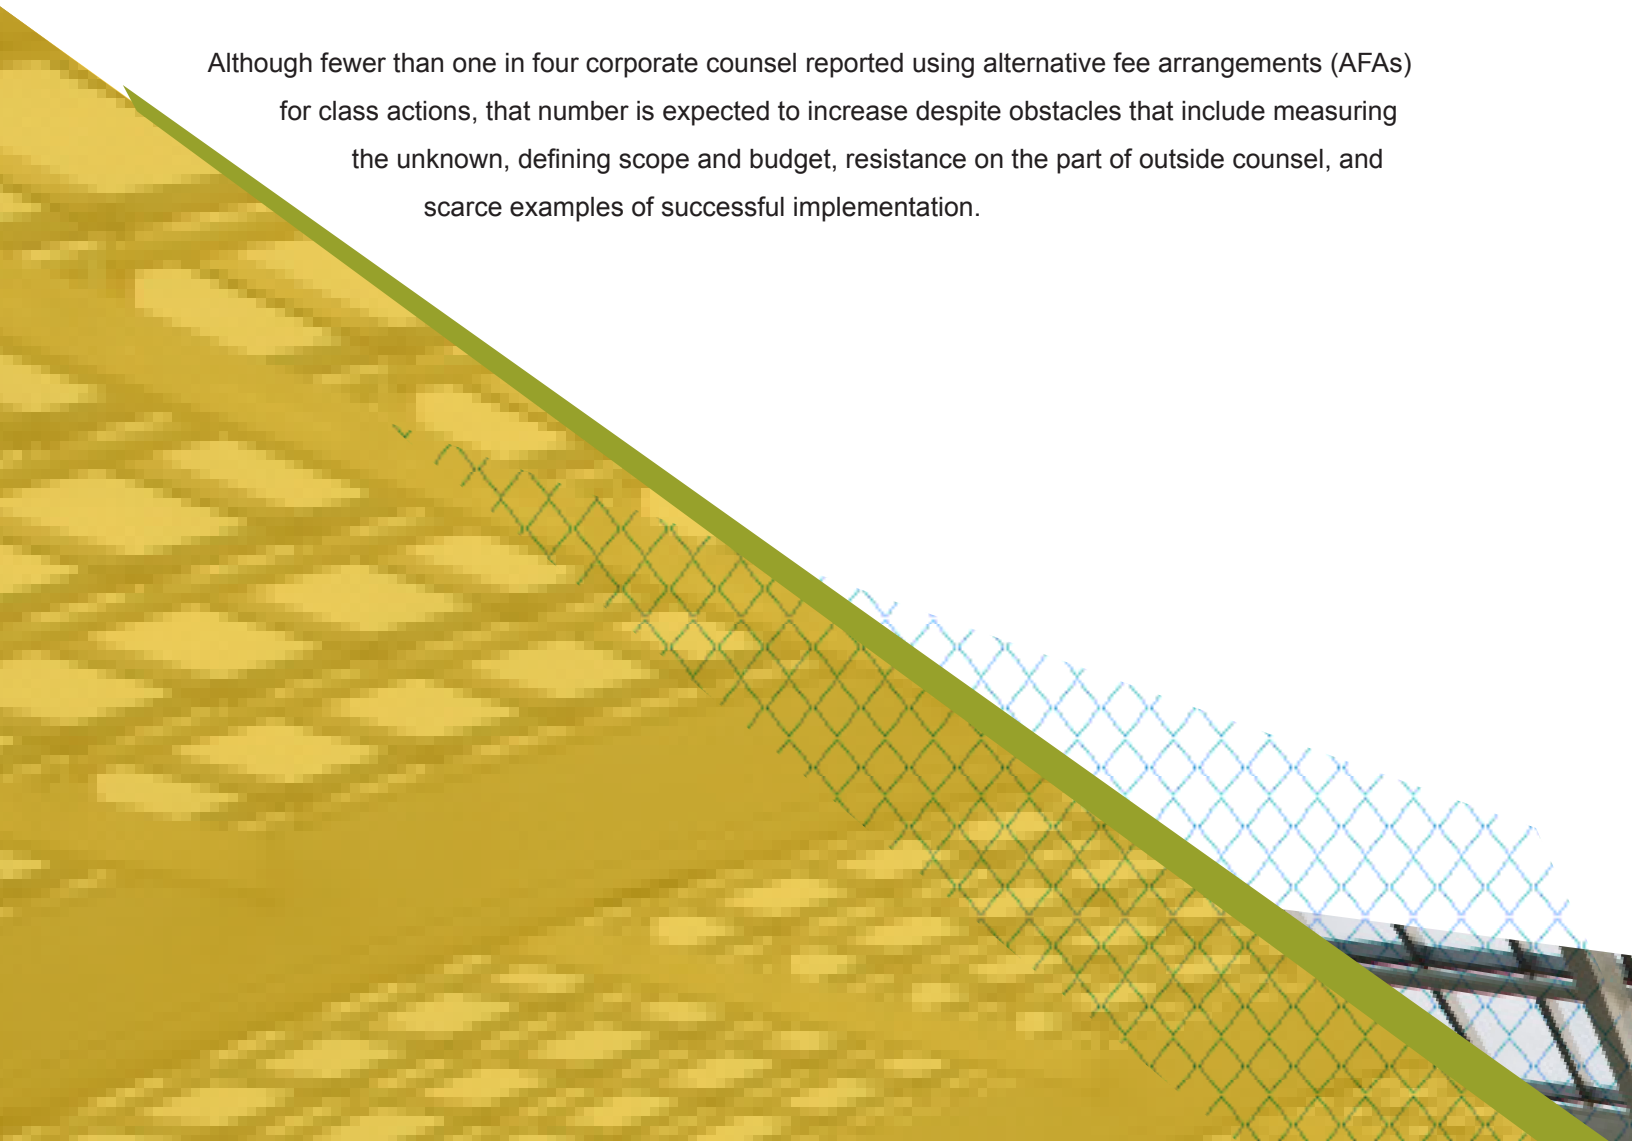 Although fewer than one in four corporate counsel reported using alternative fee arrangements (AFAs)
for class actions, that number is expected to increase despite obstacles that include measuring
the unknown, defining scope and budget, resistance on the part of outside counsel, and
scarce examples of successful implementation.